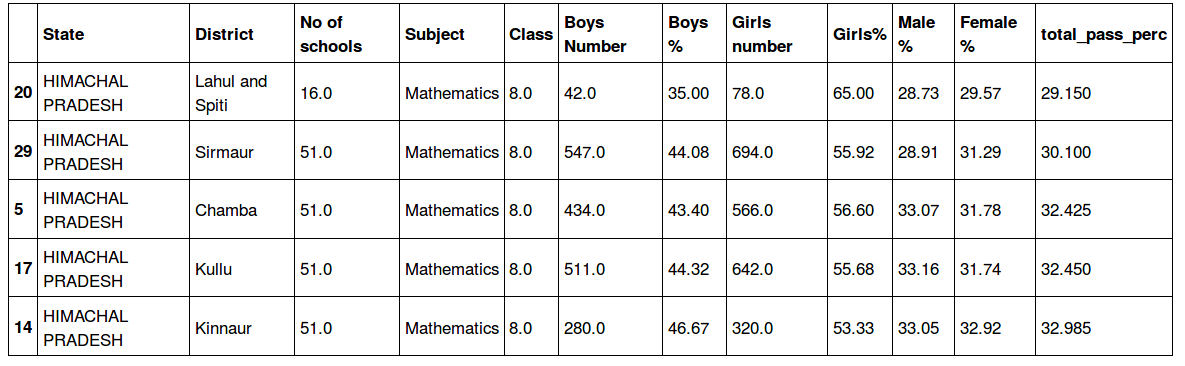 State District No of schools Subject Class Boys Number Boys % Girls number Girls% Male % Female % total_pass_perc
20 HIMACHAL PRADESH Lahul and Spiti 16.0 Mathematics 8.0 42.0 35.00 78.0 65.00 28.73 29.57 29.150
29 HIMACHAL PRADESH Sirmaur 51.0 Mathematics 8.0 547.0 44.08 694.0 55.92 28.91 31.29 30.100
5 HIMACHAL PRADESH Chamba 51.0 Mathematics 8.0 434.0 43.40 566.0 56.60 33.07 31.78 32.425
17 HIMACHAL PRADESH Kullu 51.0 Mathematics 8.0 511.0 44.32 642.0 55.68 33.16 31.74 32.450
14 HIMACHAL PRADESH Kinnaur 51.0 Mathematics 8.0 280.0 46.67 320.0 53.33 33.05 32.92 32.985